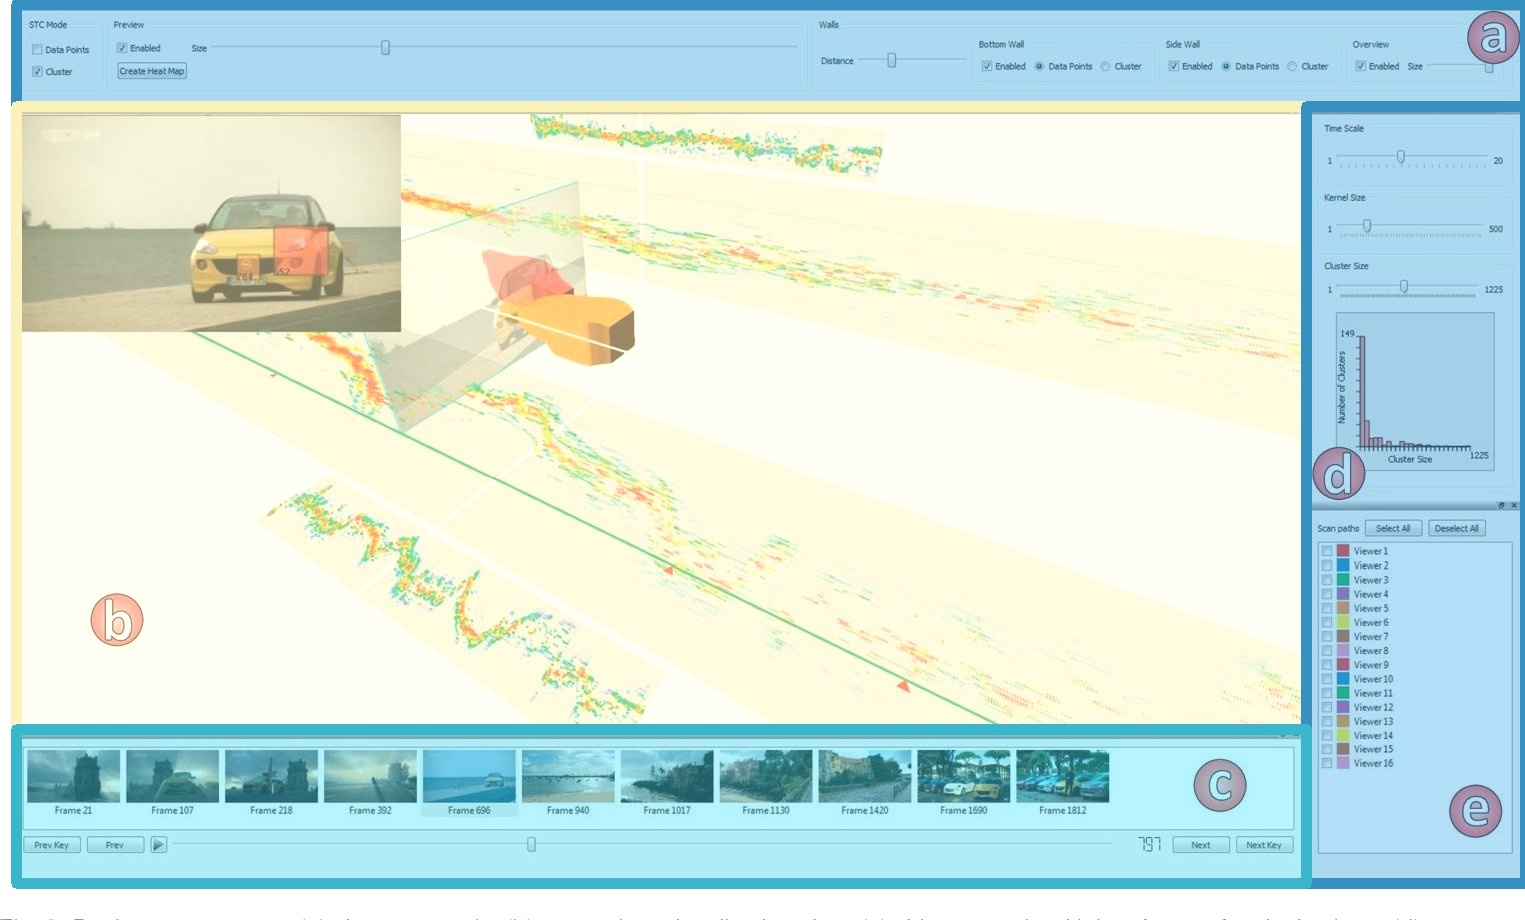 STC Mode
Data Points
Cluster
Preview
Enabled
Size
Create Heat Map
Walls
Distance
Bottom Wall
Enabled
Data Points
Cluster
Side Wall
Enabled
Data Points
Cluster
Overview
Enabled
Size
a
764
652
b
Time Scale
1
20
Kernel Size
1
500
Cluster Size
1
1225
149
Number of Clusters
Cluster Size
1225
d
Scan paths
Select All
Deselect All
Viewer 1
Viewer 2
Viewer 3
Viewer 4
Viewer 5
Viewer 6
Viewer 7
Viewer 8
Viewer 9
Viewer 10
Viewer 11
Viewer 12
Viewer 13
Viewer 14
Viewer 15
Viewer 16
e
Frame 21
Frame 107
Frame 218
Frame 392
Frame 696
Frame 940
Frame 1017
Frame 1130
Frame 1420
Frame 1690
Frame 1812
c
Prev Key
Prev
797
Next
Next Key